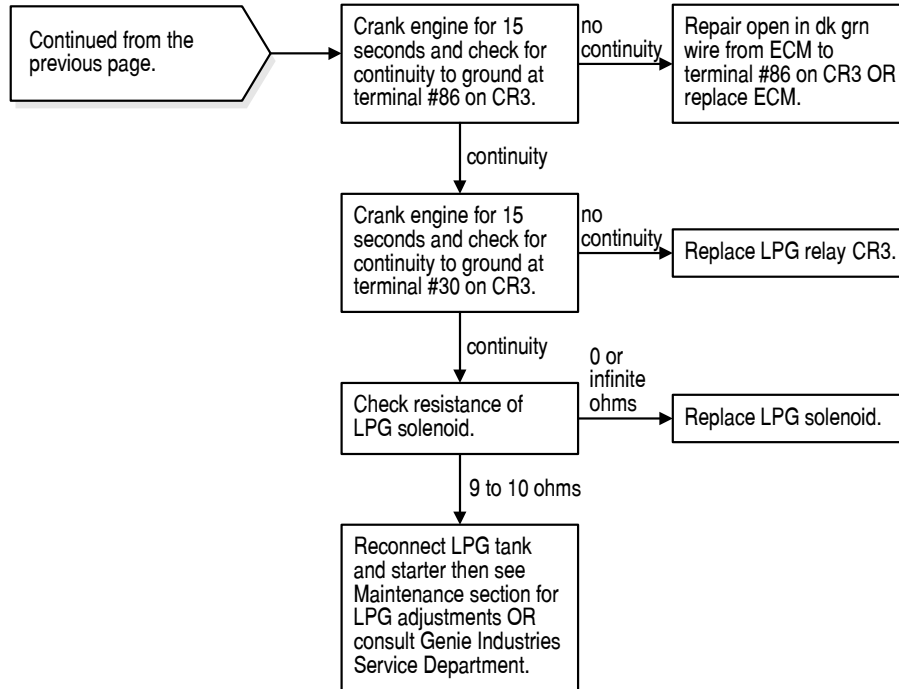 Continued from the
previous page.
Crank engine for 15
seconds and check for
continuity to ground at
terminal #86 on CR3.
no
continuity
Repair open in dk grn
wire from ECM to
terminal #86 on CR3 OR
replace ECM.
continuity
Crank engine for 15
seconds and check for
continuity to ground at
terminal #30 on CR3.
no
continuity
Replace LPG relay CR3.
continuity
Check resistance of
LPG solenoid.
0 or
infinite
ohms
Replace LPG solenoid.
9 to 10 ohms
Reconnect LPG tank
and starter then see
Maintenance section for
LPG adjustments OR
consult Genie Industries
Service Department.